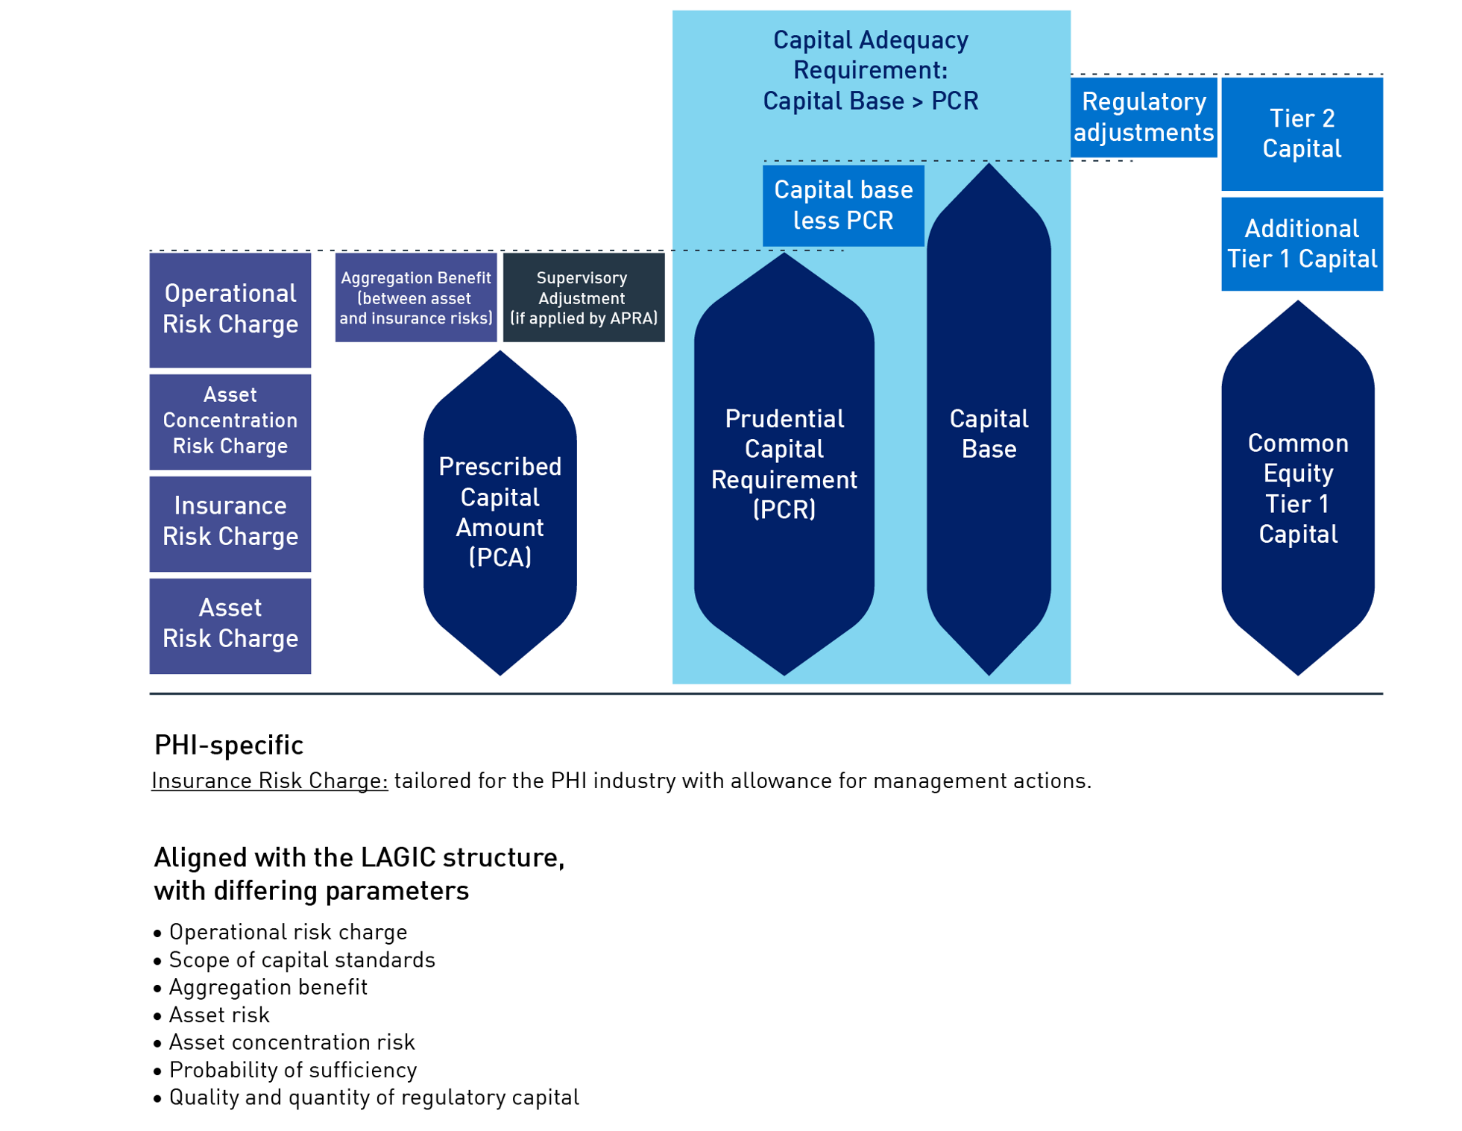 Capital Adequacy
Requirement:
Capital Base > PCR
Regulatory
adjustments
Tier 2
Capital
Capital base
less PCR
Additional
Tier 1 Capital
Operational
Risk Charge
Aggregation Benefit
(between asset
and insurance risks)
Supervisory
Adjustment
(if applied by APRA)
Asset
Concentration
Risk Charge
Insurance
Risk Charge
Asset
Risk Charge
Prescribed
Capital
Amount
(PCA)
Prudential
Capital
Requirement
(PCR)
Capital
Base
Common
Equity
Tier 1
Capital
PHI-specific
Insurance Risk Charge: tailored for the PHI industry with allowance for management actions.
Aligned with the LAGIC structure,
with differing parameters
• Operational risk charge
• Scope of capital standards
• Aggregation benefit
• Asset risk
• Asset concentration risk
• Probability of sufficiency
• Quality and quantity of regulatory capital